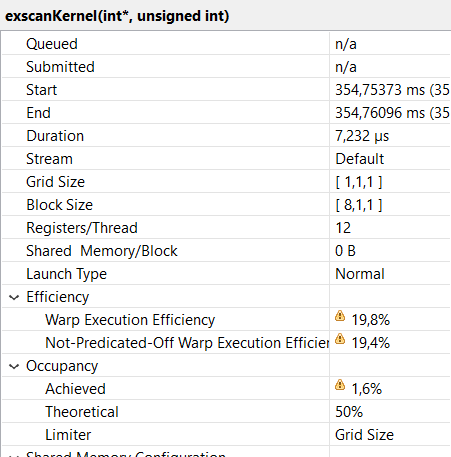 exscanKernel(int*, unsigned int)
Queued n/a
Submitted n/a
Start 354,75373 ms (35
End 354,76096 ms (35
Duration 7,232 µs
Stream Default
Grid Size [ 1,1,1 ]
Block Size [ 8,1,1 ]
Registers/Thread 12
Shared Memory/Block 0 B
Launch Type Normal
Efficiency
Warp Execution Efficiency 19,8%
Not-Predicated-Off Warp Execution Efficier 19,4%
Occupancy
Achieved 1,6%
Theoretical 50%
Limiter Grid Size
Shared Memory Configuration